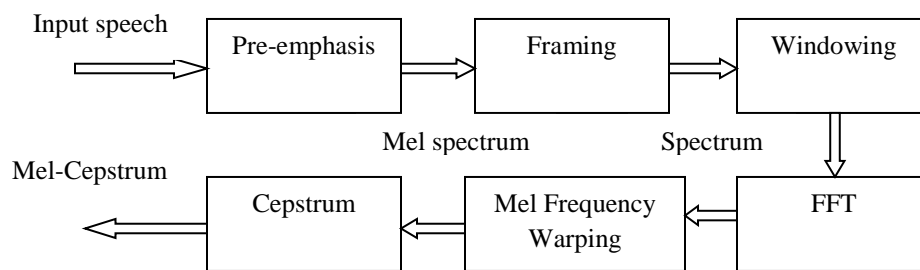 Input speech
Pre-emphasis
Framing
Windowing
Mel spectrum
Spectrum
Mel-Cepstrum
Cepstrum
Mel Frequency
Warping
FFT